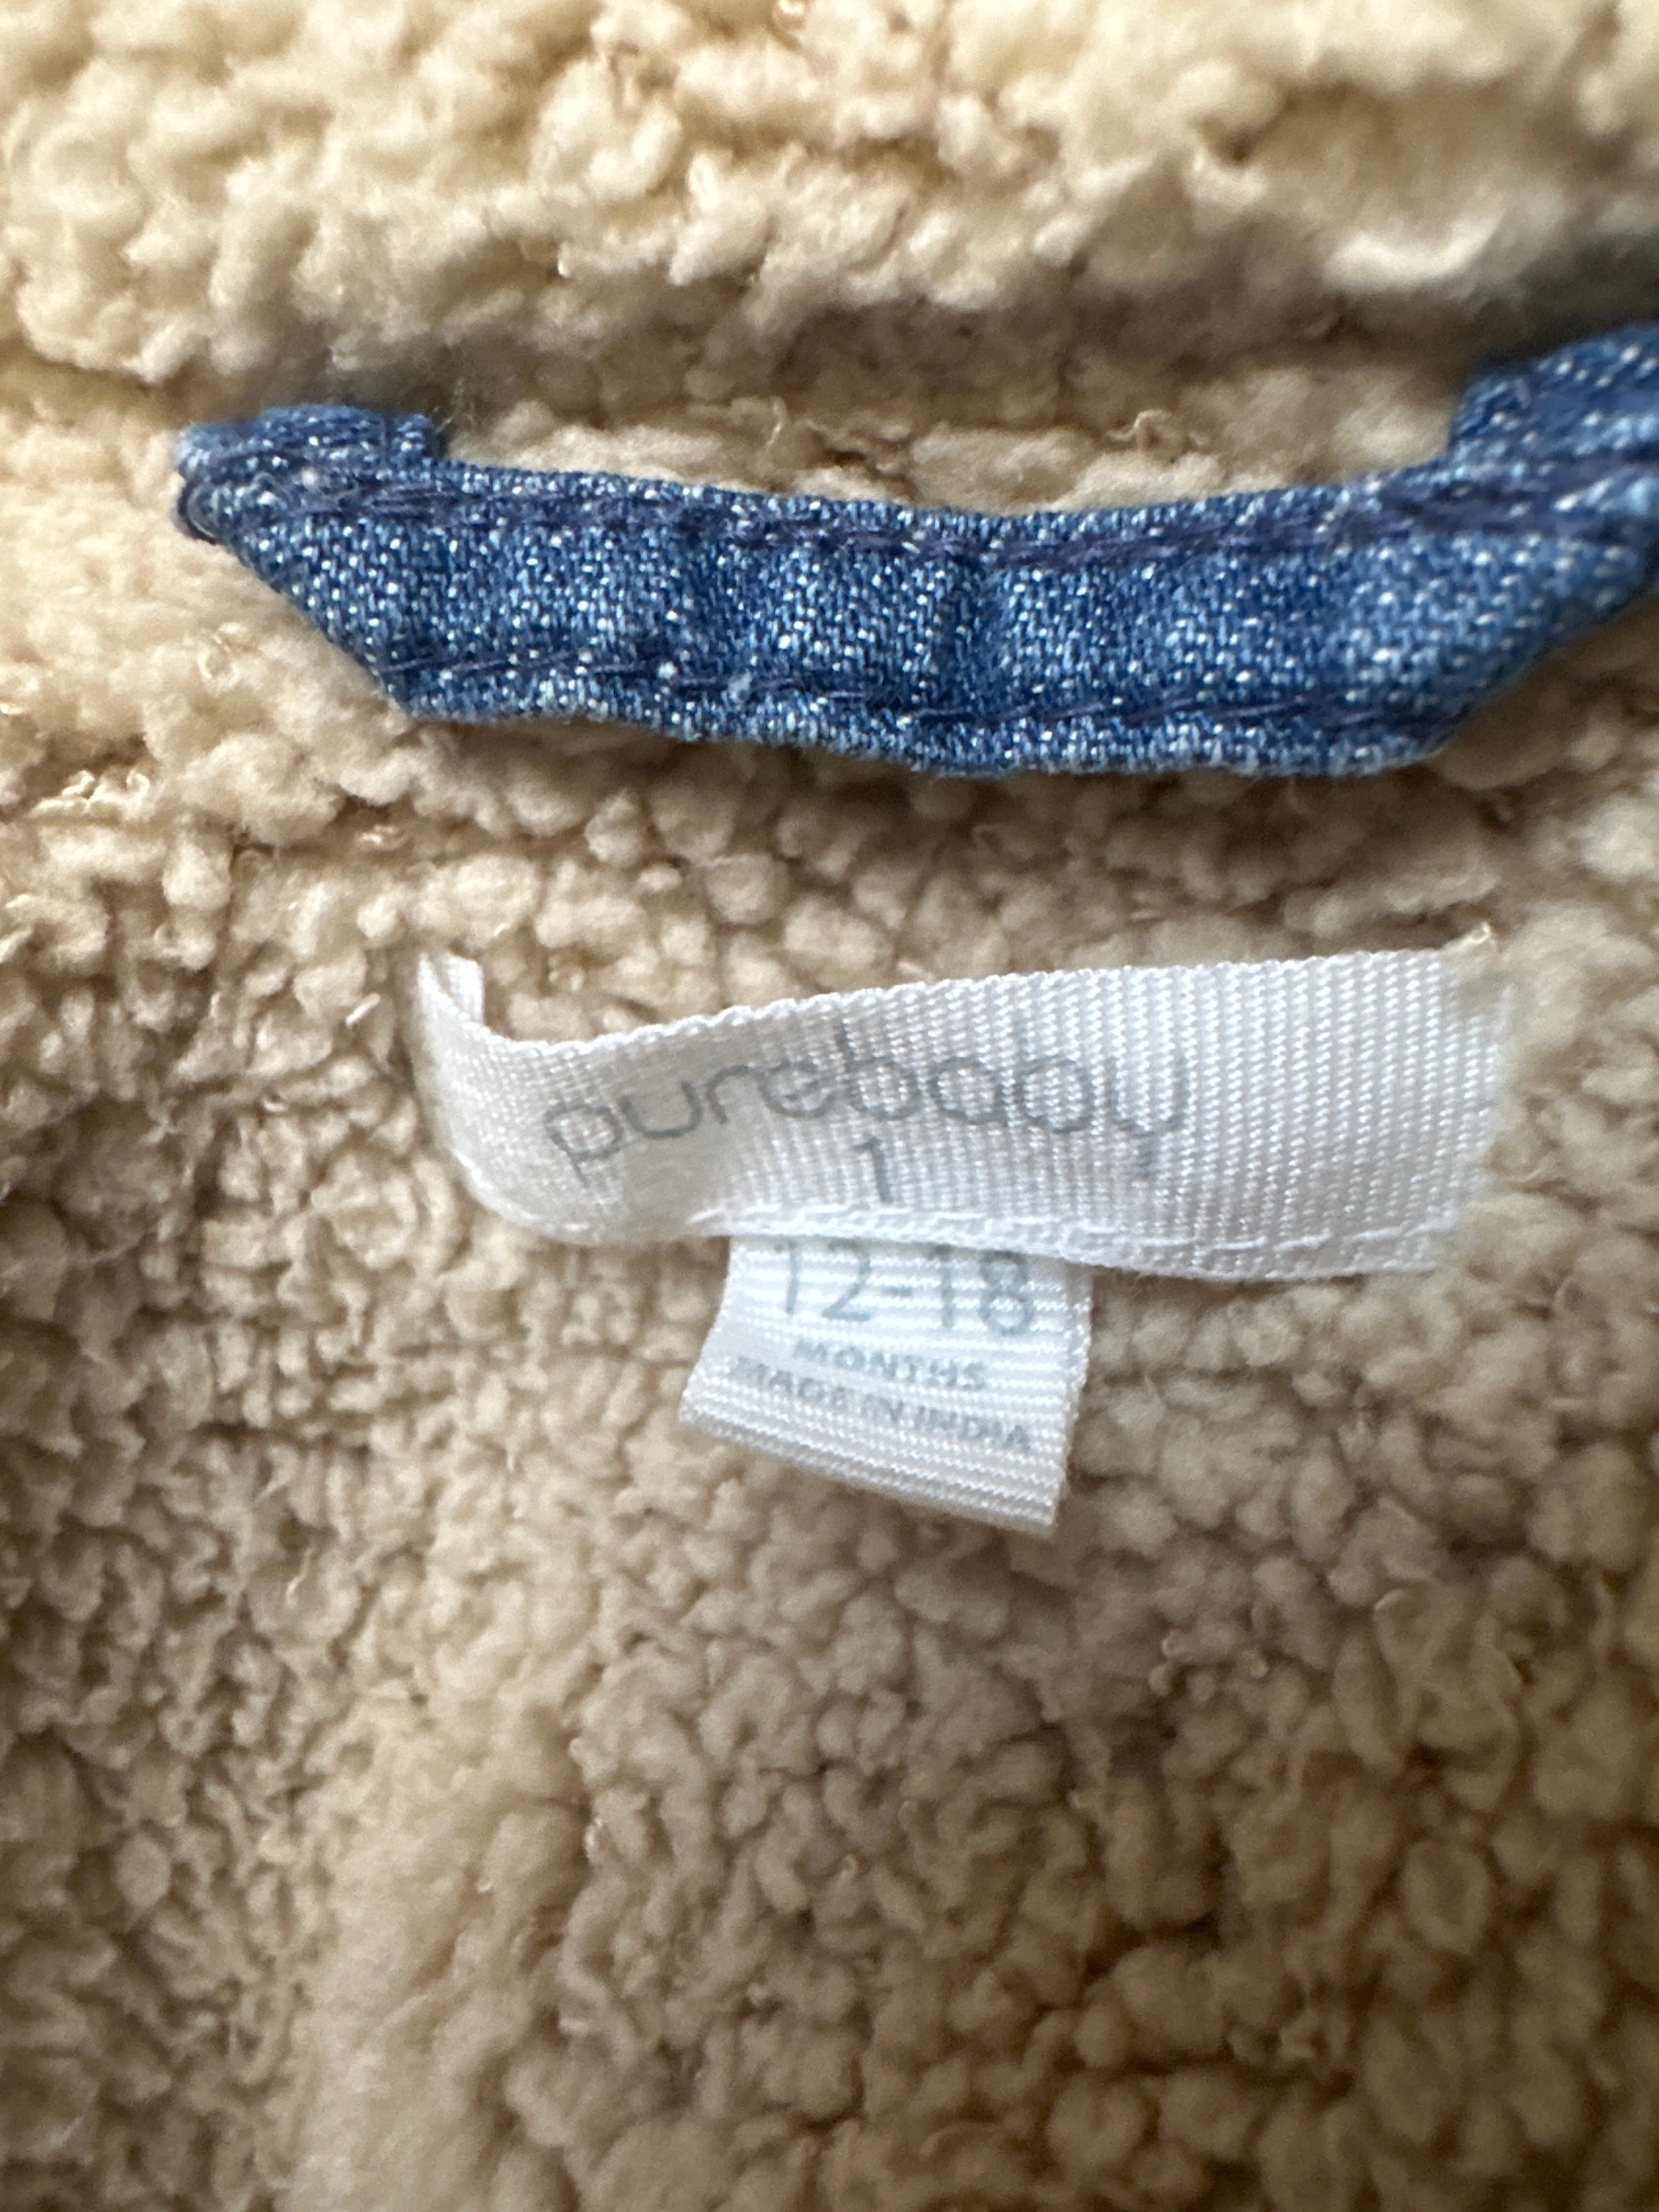 purebaby
1
12-18
MONTHS
MADE IN INDIA